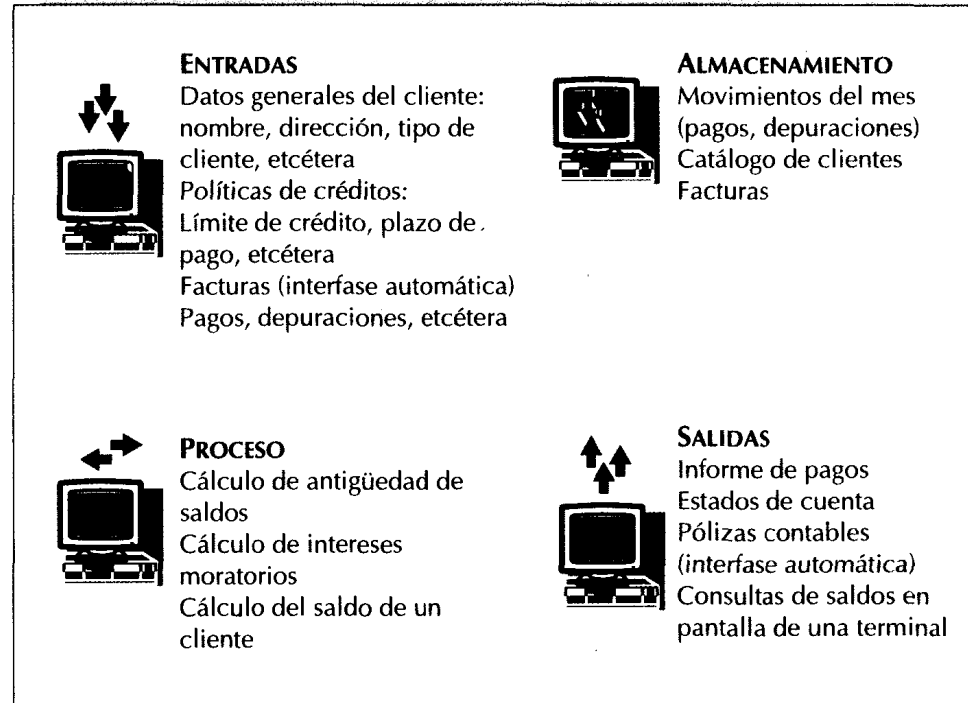 ENTRADAS
Datos generales del cliente:
nombre, dirección, tipo de
cliente, etcétera
Políticas de créditos:
Límite de crédito, plazo de
pago, etcétera
Facturas (interfase automática)
Pagos, depuraciones, etcétera
ALMACENAMIENTO
Movimientos del mes
(pagos, depuraciones)
Catálogo de clientes
Facturas
PROCESO
Cálculo de antigüedad de
saldos
Cálculo de intereses
moratorios
Cálculo del saldo de un
cliente
SALIDAS
Informe de pagos
Estados de cuenta
Pólizas contables
(interfase automática)
Consultas de saldos en
pantalla de una terminal